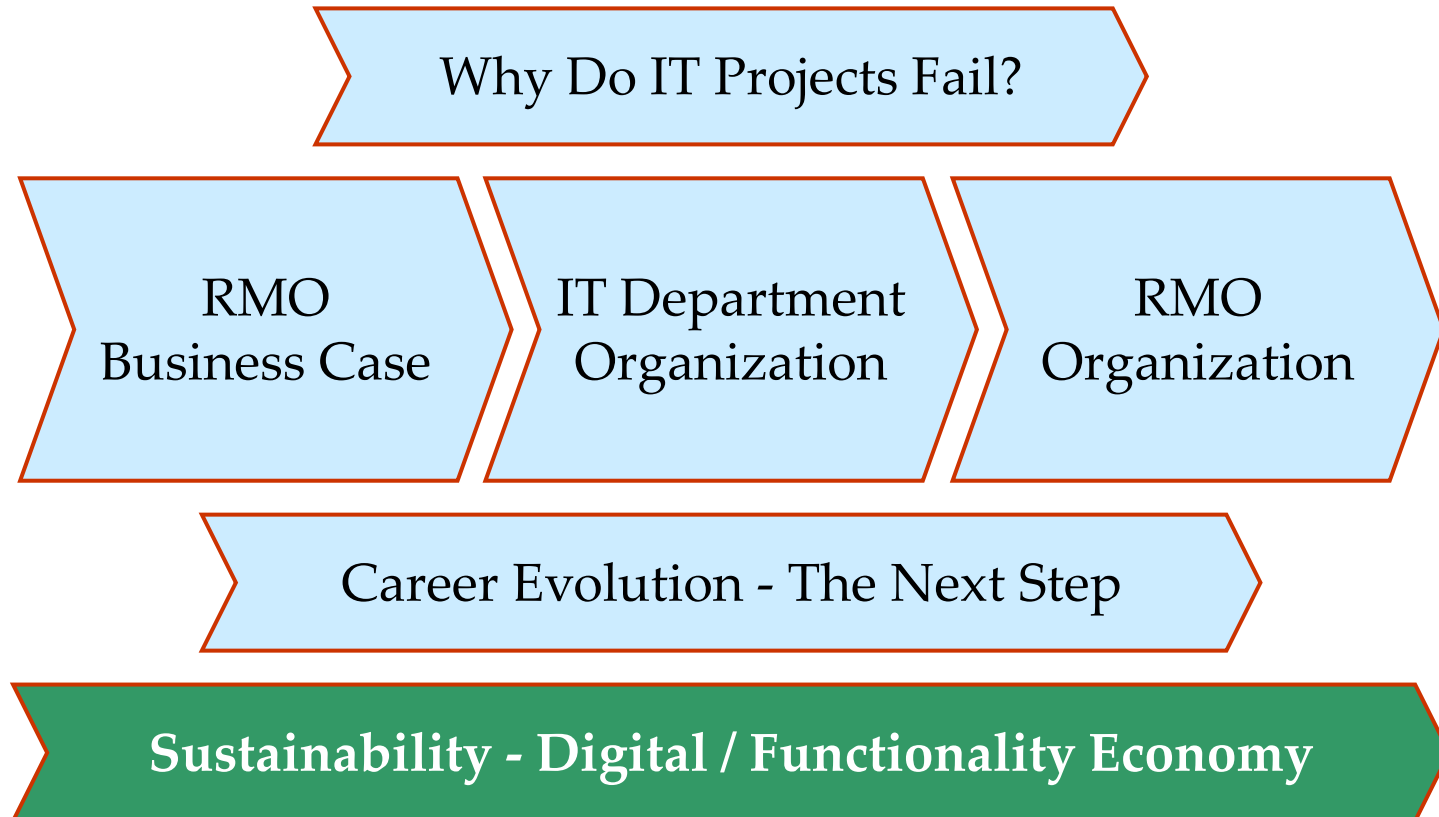 Why Do IT Projects Fail?
RMO
Business Case
IT Department
Organization
RMO
Organization
Career Evolution - The Next Step
Sustainability - Digital / Functionality Economy